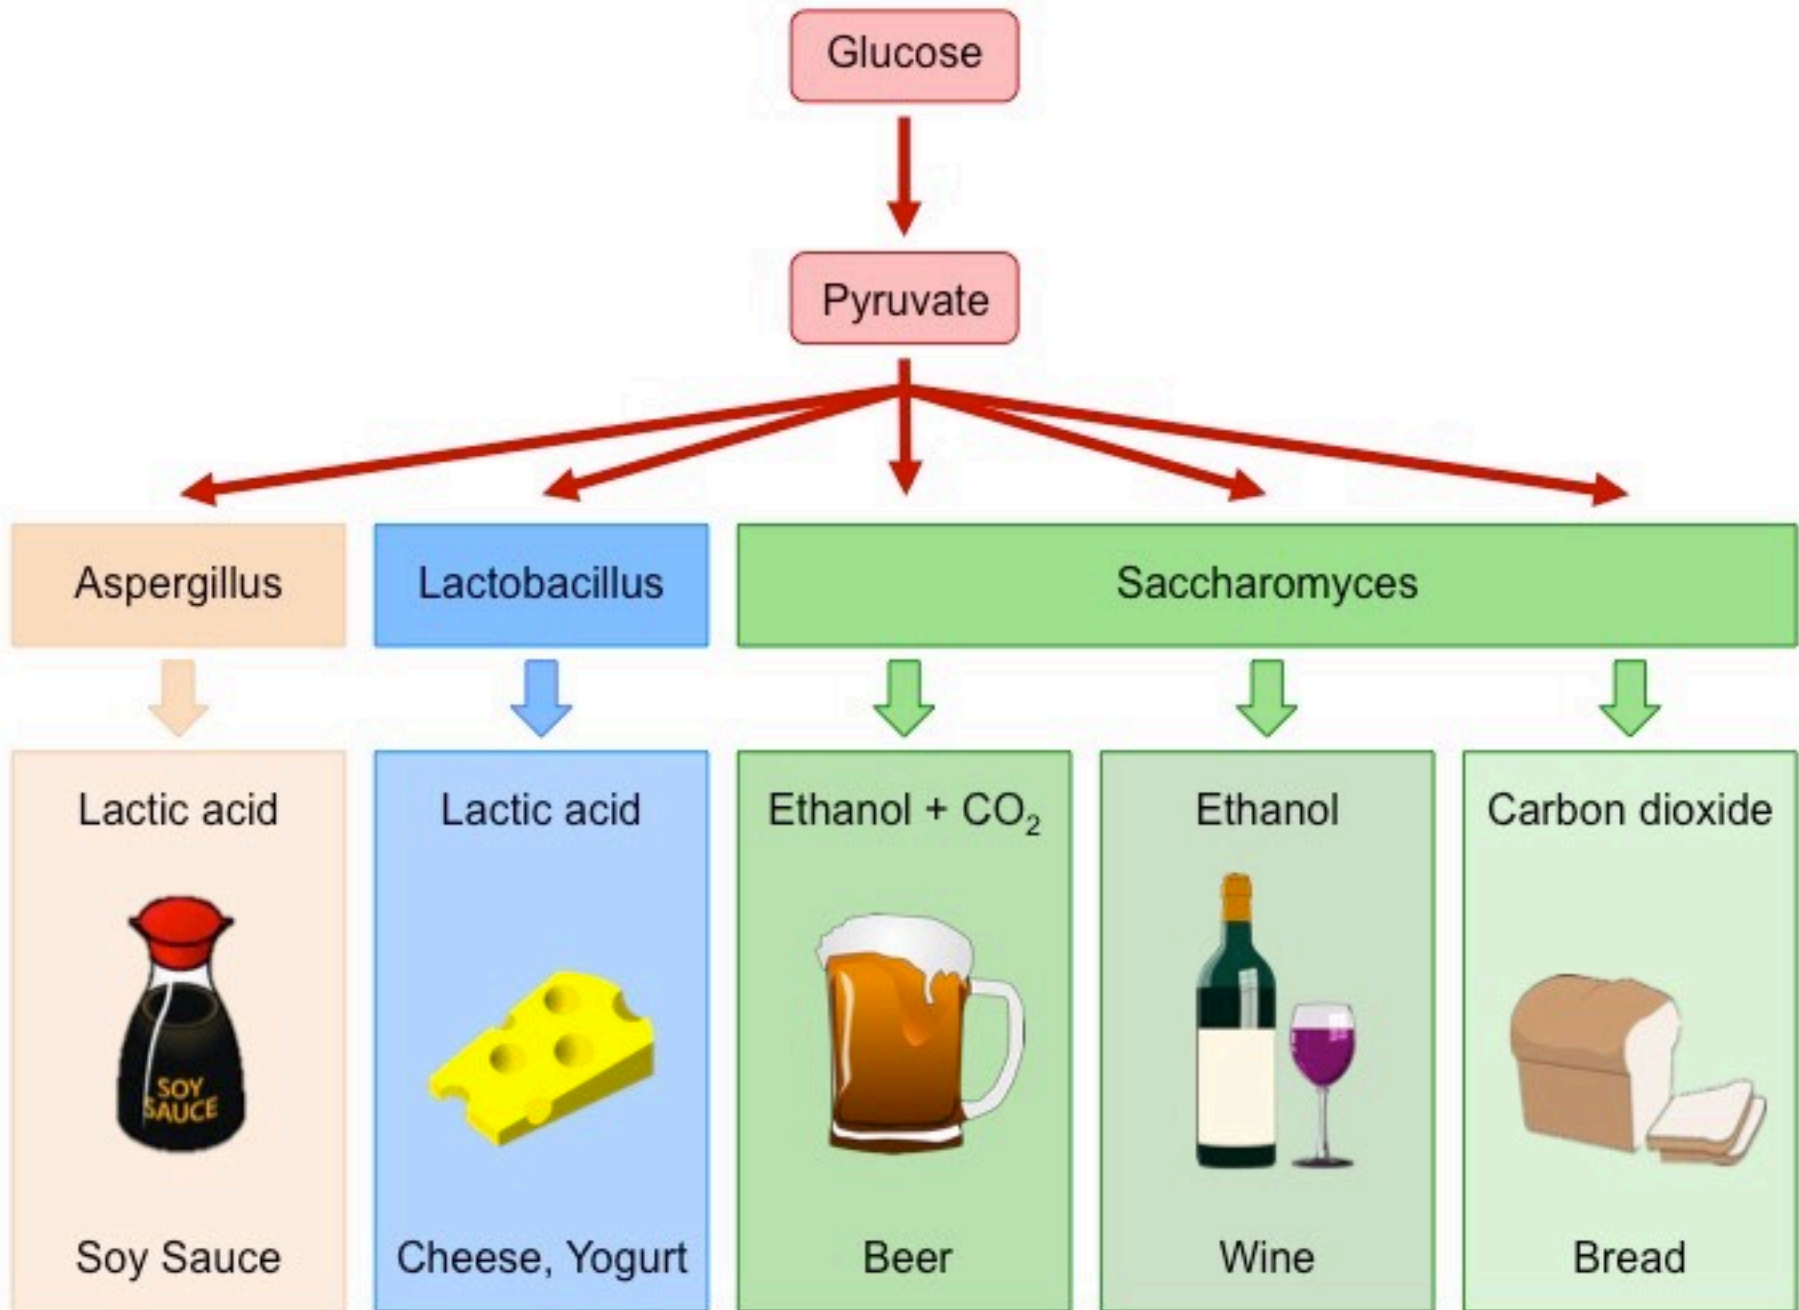 Glucose
Pyruvate
Aspergillus
Lactobacillus
Saccharomyces
Lactic acid
Lactic acid
Ethanol + CO₂
Ethanol
Carbon dioxide
SOY
SAUCE
Soy Sauce
Cheese, Yogurt
Beer
Wine
Bread